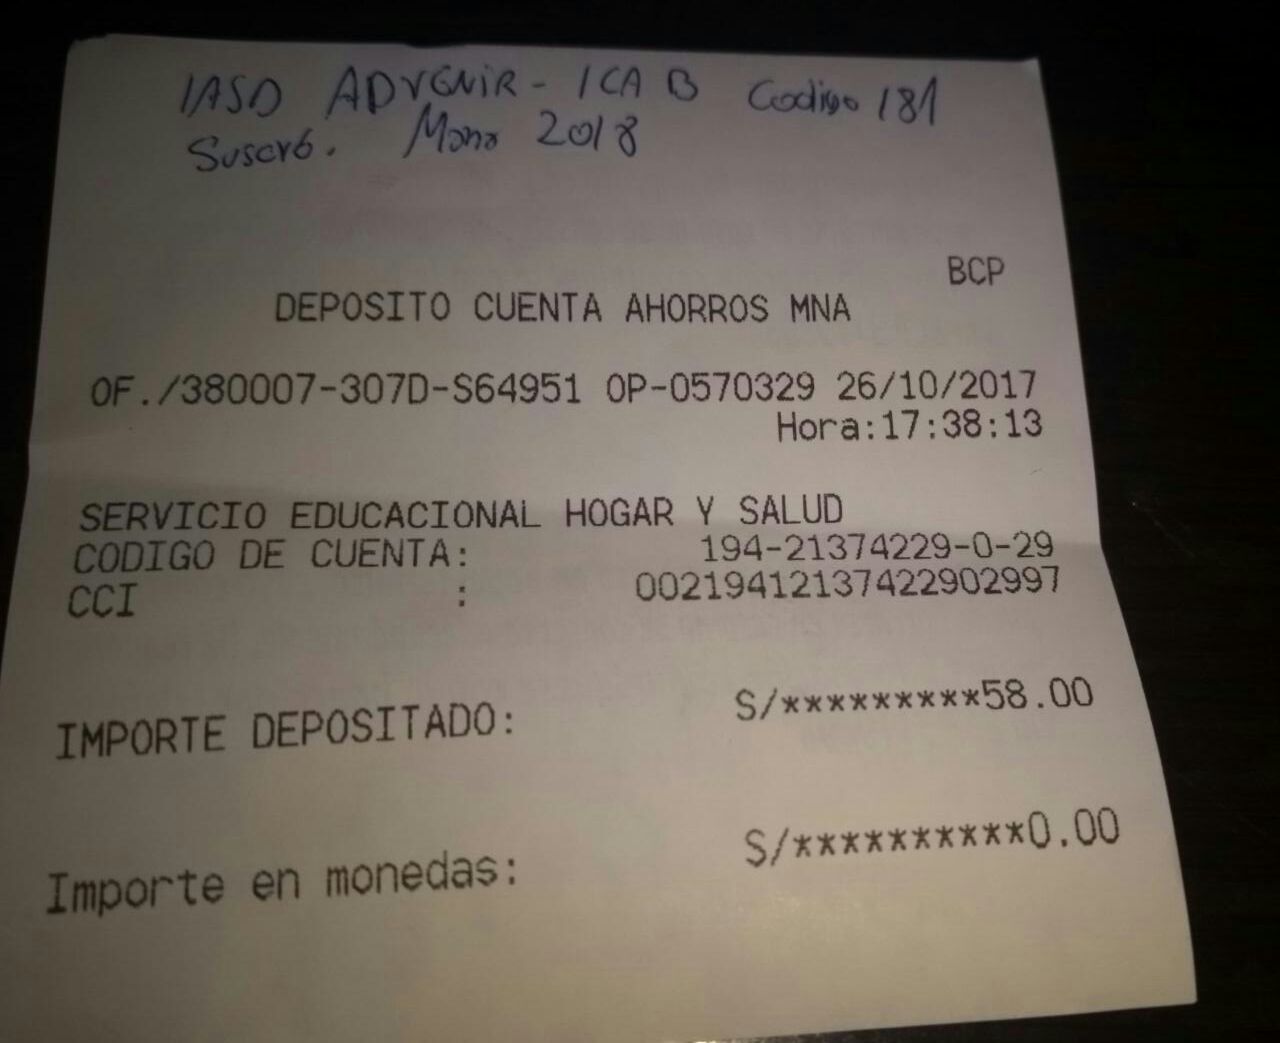 IASD ADVENIR - ICA B Codigo 181
2018
BCP
DEPOSITO CUENTA AHORROS MNA
OF./380007-307D-S64951 OP-0570329 26/10/2017
Hora:17:38:13
SERVICIO EDUCACIONAL HOGAR Y SALUD
CODIGO DE CUENTA: 194-21374229-0-29
CCI : 00219412137422902997
IMPORTE DEPOSITADO: S/*********58.00
Importe en monedas: S/**********0.00